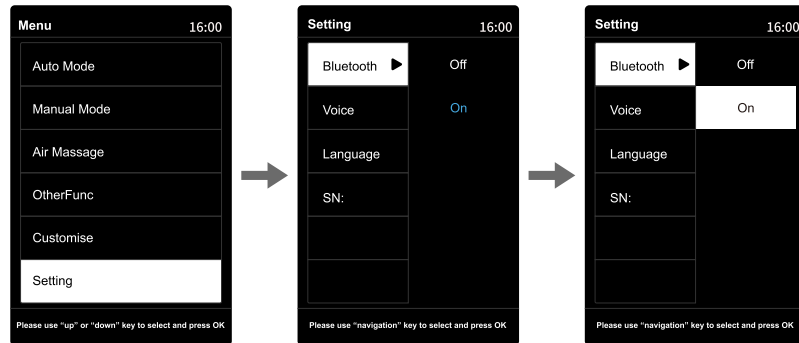 Menu 16:00
Auto Mode
Manual Mode
Air Massage
OtherFunc
Customise
Setting
Please use “up” or “down” key to select and press OK
Setting 16:00
Bluetooth Off
Voice On
Language
SN:
Please use “navigation” key to select and press OK
Setting 16:00
Bluetooth Off
Voice On
Language
SN:
Please use “navigation” key to select and press OK